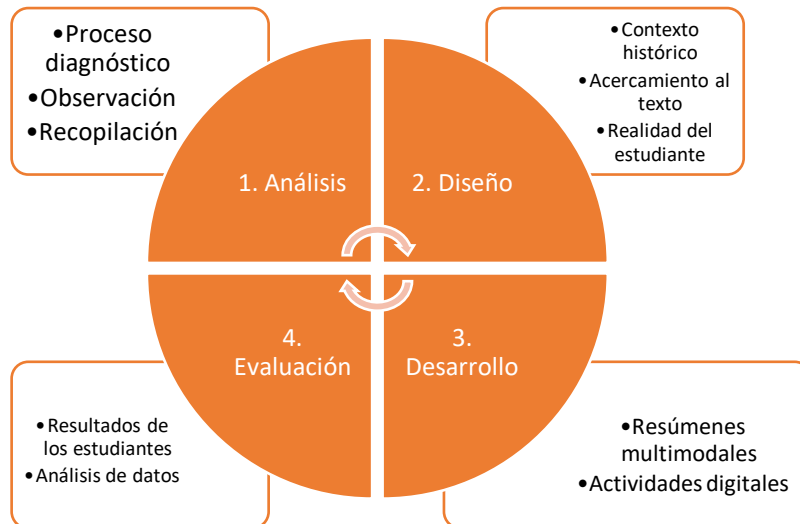 •Proceso
diagnóstico
•Observación
•Recopilación
•Contexto
histórico
•Acercamiento al
texto
•Realidad del
estudiante
1. Análisis
2. Diseño
4.
Evaluación
3.
Desarrollo
•Resultados de
los estudiantes
•Análisis de datos
•Resúmenes
multimodales
•Actividades digitales